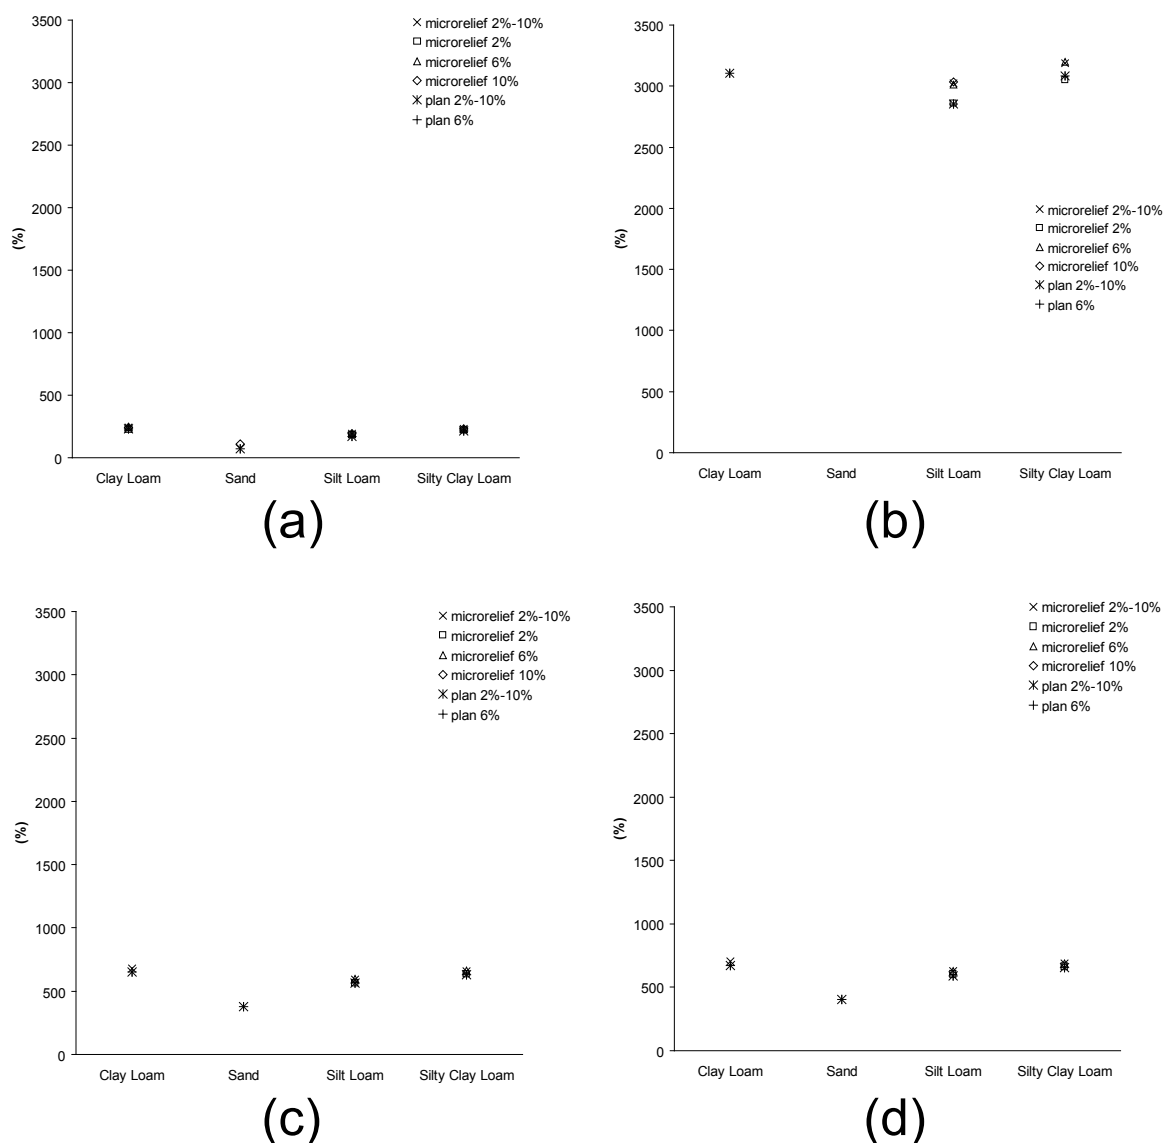 3500
3000
2500
2000
1500
1000
500
0
(%)
microrelief 2%-10%
microrelief 2%
microrelief 6%
microrelief 10%
plan 2%-10%
plan 6%
Clay Loam Sand Silt Loam Silty Clay Loam
(a)
3500
3000
2500
2000
1500
1000
500
0
(%)
microrelief 2%-10%
microrelief 2%
microrelief 6%
microrelief 10%
plan 2%-10%
plan 6%
Clay Loam Sand Silt Loam Silty Clay Loam
(b)
3500
3000
2500
2000
1500
1000
500
0
(%)
microrelief 2%-10%
microrelief 2%
microrelief 6%
microrelief 10%
plan 2%-10%
plan 6%
Clay Loam Sand Silt Loam Silty Clay Loam
(c)
3500
3000
2500
2000
1500
1000
500
0
(%)
microrelief 2%-10%
microrelief 2%
microrelief 6%
microrelief 10%
plan 2%-10%
plan 6%
Clay Loam Sand Silt Loam Silty Clay Loam
(d)